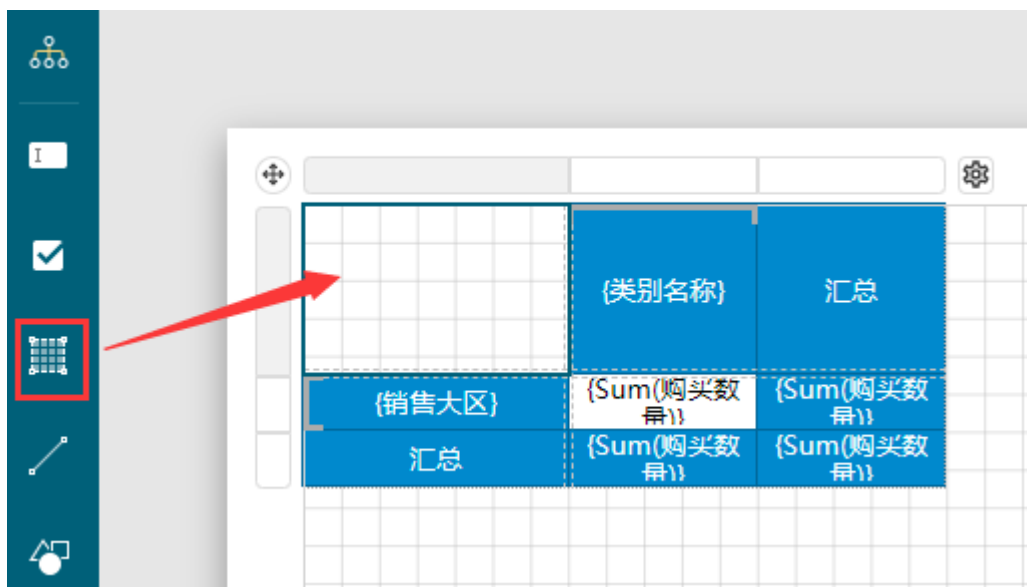 {类别名称}
汇总
{销售大区}
{Sum(购买数
量)}
{Sum(购买数
量)}
汇总
{Sum(购买数
量)}
{Sum(购买数
量)}